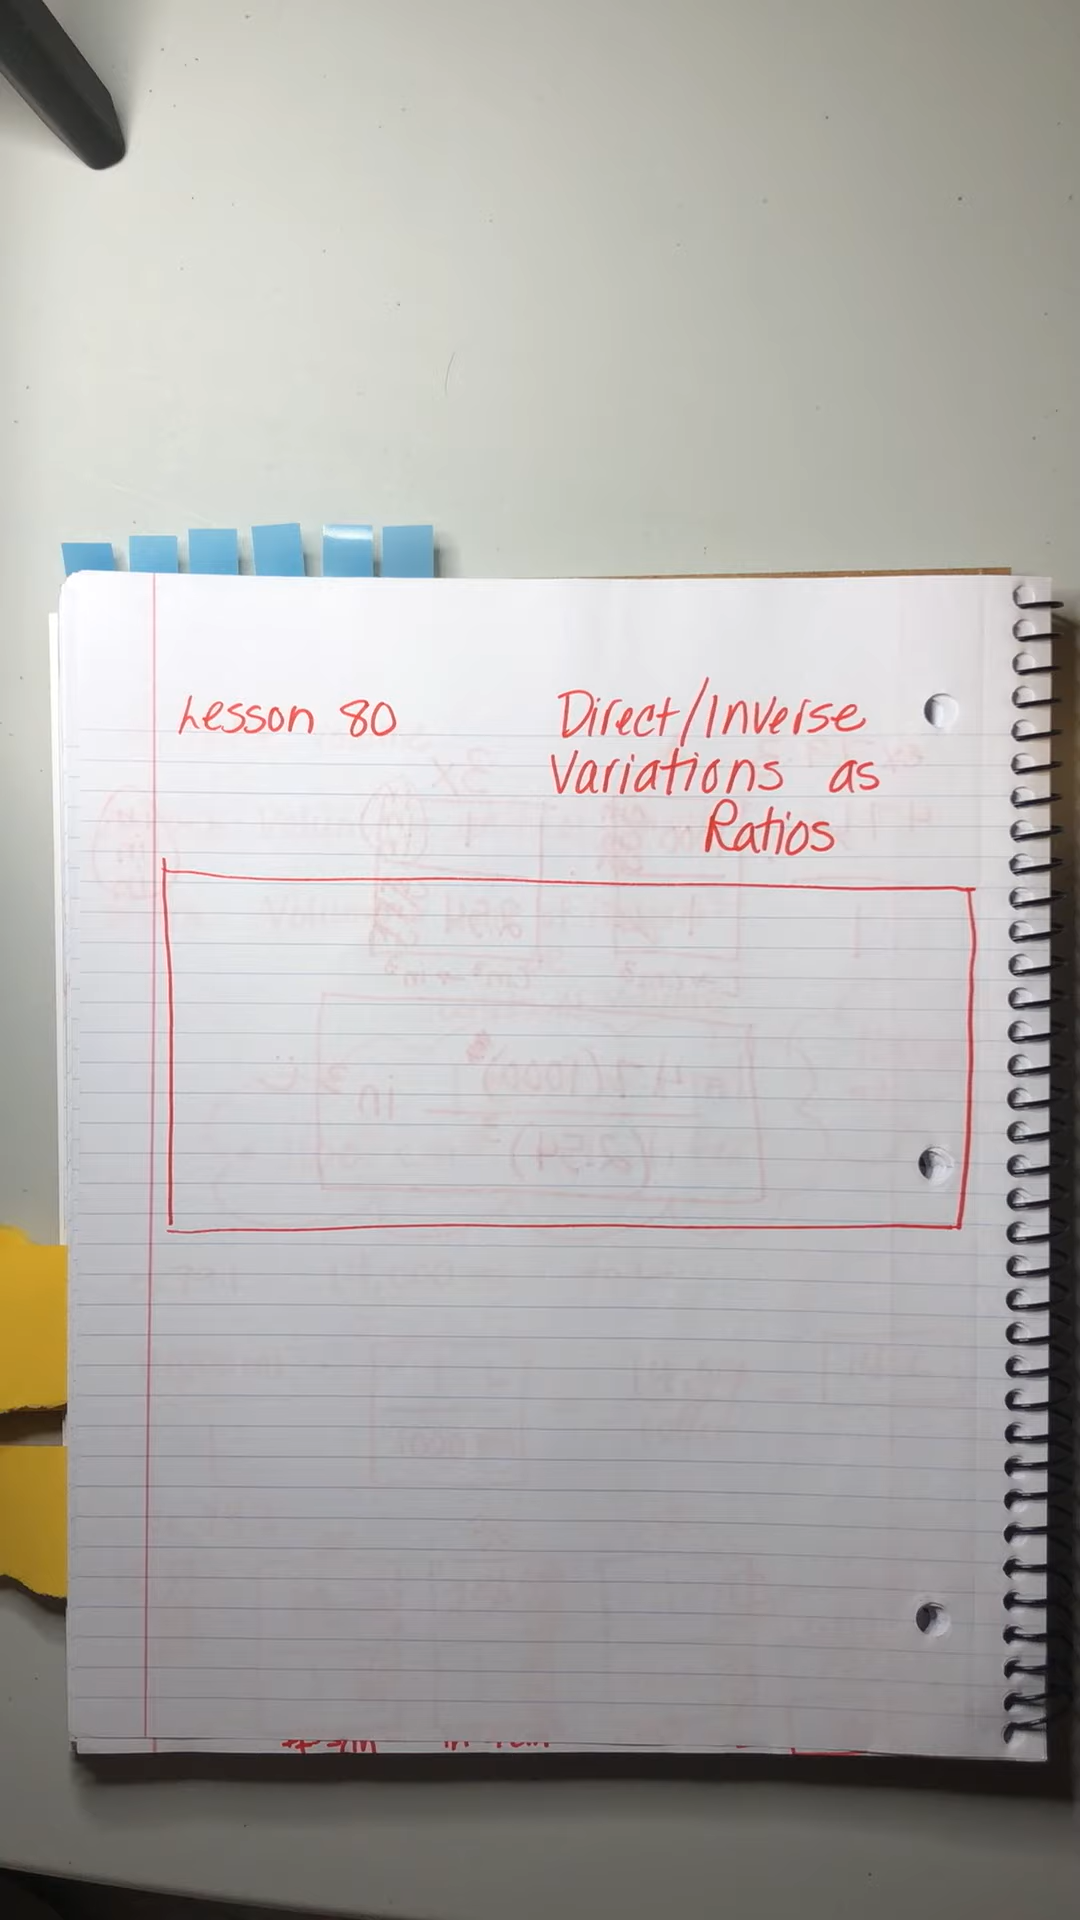 Lesson 80
Direct/Inverse
Variations as
Ratios